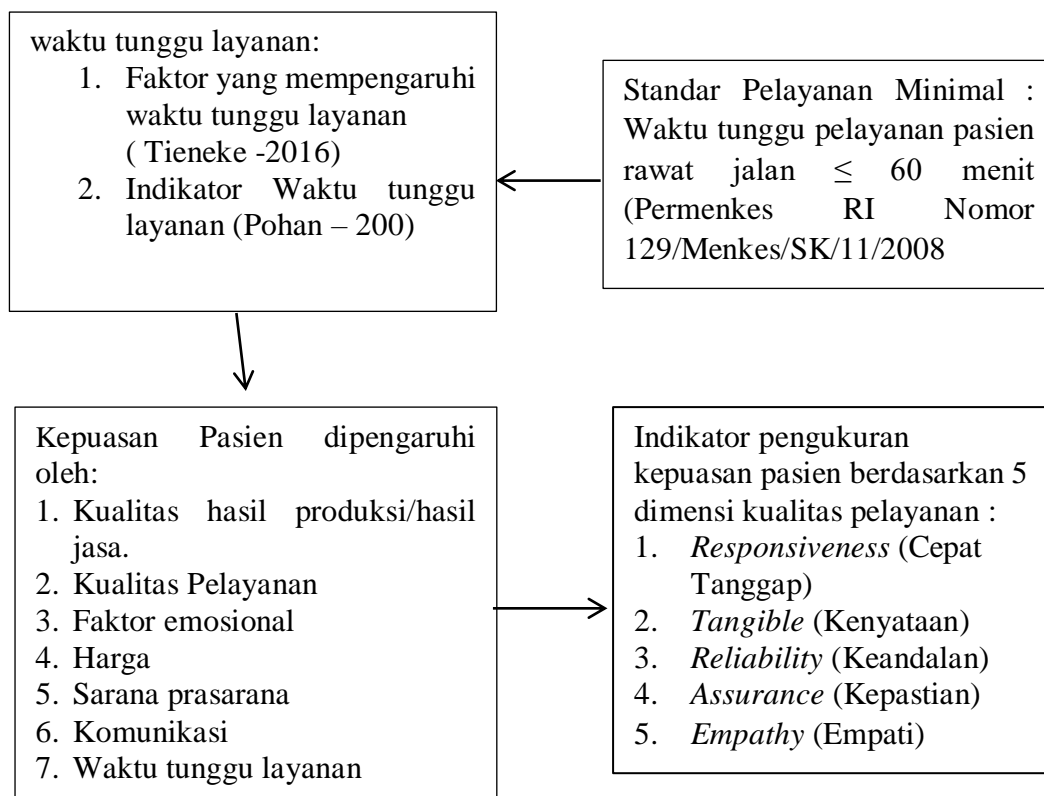 waktu tunggu layanan:
1. Faktor yang mempengaruhi
waktu tunggu layanan
( Tieneke -2016)
2. Indikator Waktu tunggu
layanan (Pohan – 200)
Standar Pelayanan Minimal :
Waktu tunggu pelayanan pasien
rawat jalan ≤ 60 menit
(Permenkes RI Nomor
129/Menkes/SK/11/2008
Kepuasan Pasien dipengaruhi
oleh:
1. Kualitas hasil produksi/hasil
jasa.
2. Kualitas Pelayanan
3. Faktor emosional
4. Harga
5. Sarana prasarana
6. Komunikasi
7. Waktu tunggu layanan
Indikator pengukuran
kepuasan pasien berdasarkan 5
dimensi kualitas pelayanan :
1. Responsiveness (Cepat
Tanggap)
2. Tangible (Kenyataan)
3. Reliability (Keandalan)
4. Assurance (Kepastian)
5. Empathy (Empati)